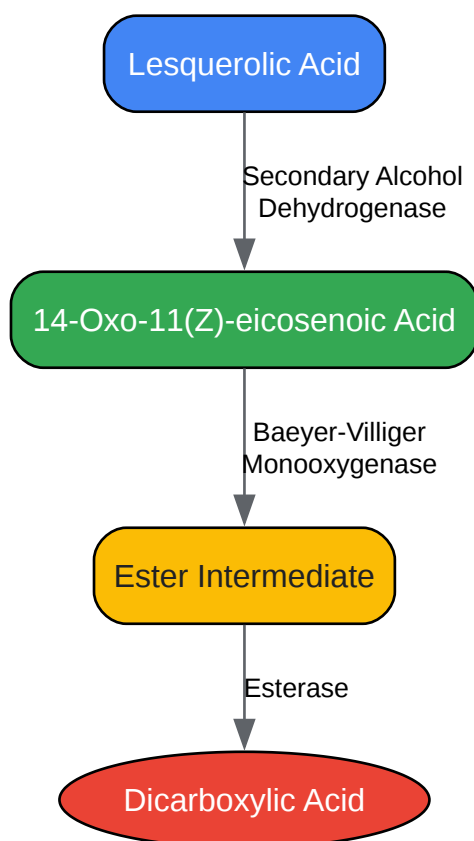 Lesquerolic Acid
Secondary Alcohol
Dehydrogenase
14-Oxo-11(Z)-eicosenoic Acid
Baeyer-Villiger
Monooxygenase
Ester Intermediate
Esterase
Dicarboxylic Acid